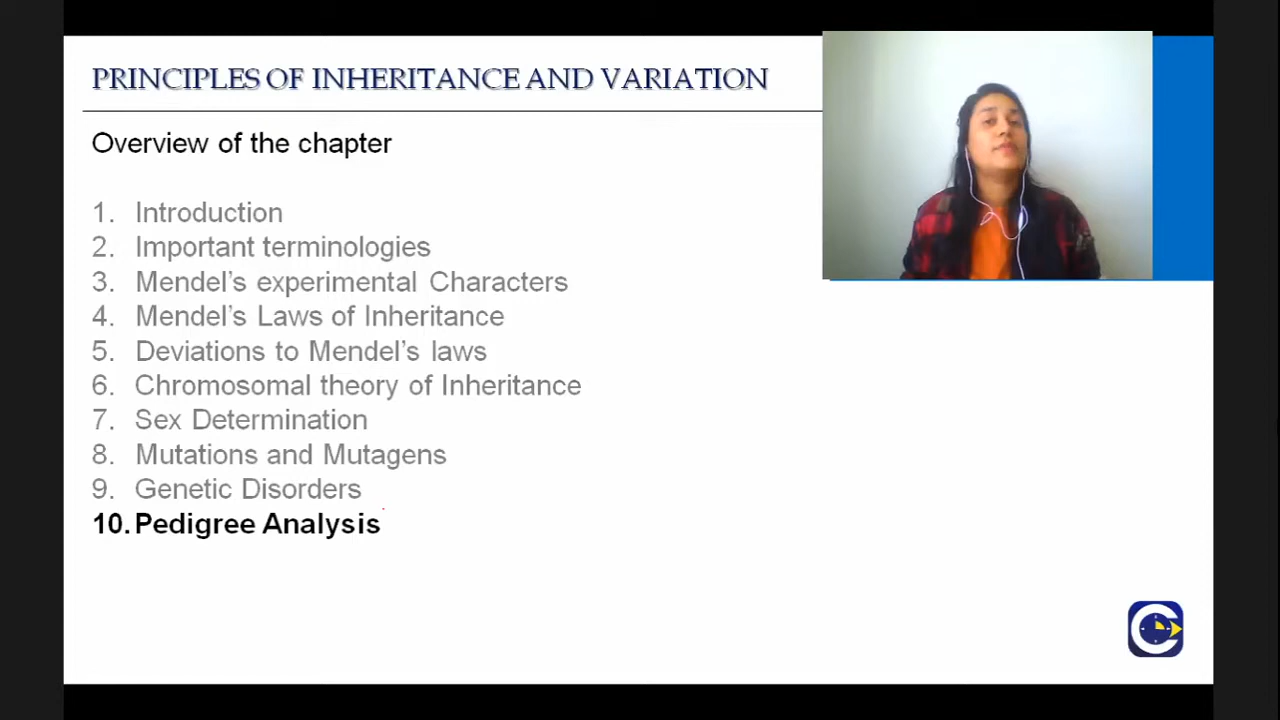 PRINCIPLES OF INHERITANCE AND VARIATION
Overview of the chapter
1. Introduction
2. Important terminologies
3. Mendel's experimental Characters
4. Mendel's Laws of Inheritance
5. Deviations to Mendel's laws
6. Chromosomal theory of Inheritance
7. Sex Determination
8. Mutations and Mutagens
9. Genetic Disorders
10. Pedigree Analysis